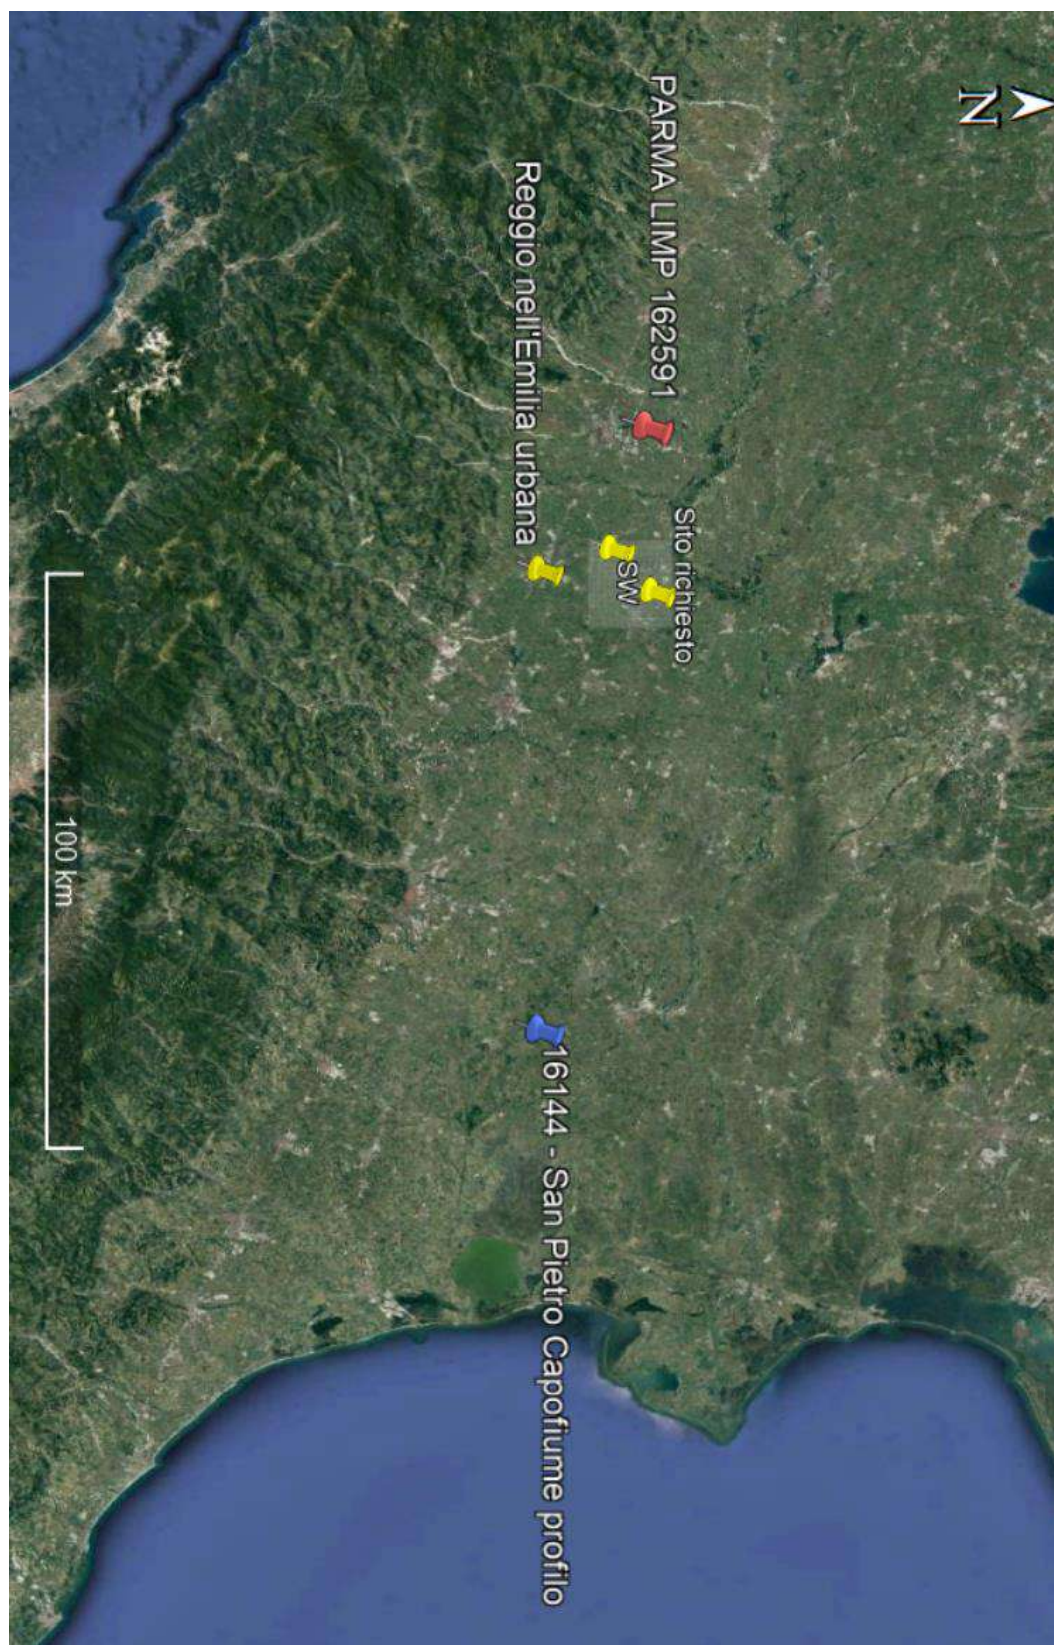 N
PARMA LIMP 162591
Sito richiesto
SW
Reggio nell'Emilia urbana
16144 - San Pietro Capofiume profilo
100 km